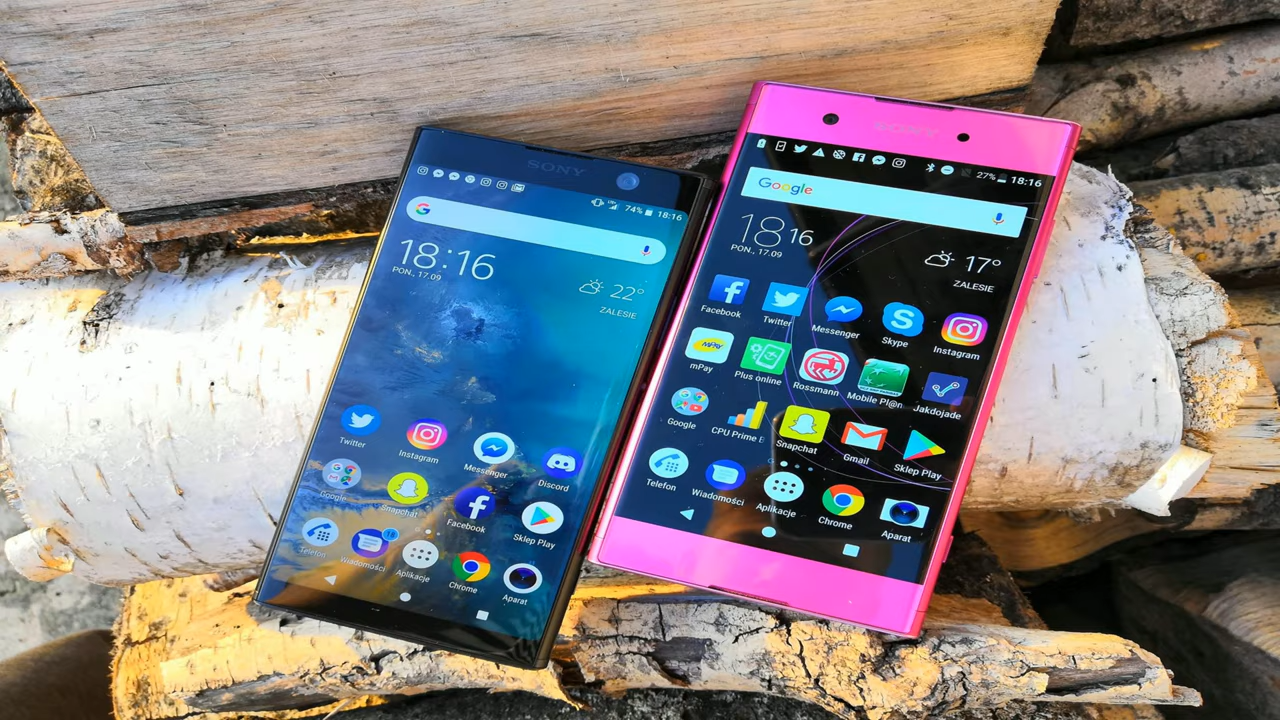 SONY
74% 18:16
18:16
PON., 17.09
22°
ZALESIE
Twitter
Instagram
Messenger
Discord
Google
Snapchat
Facebook
Sklep Play
Telefon
Wiadomości
Aplikacje
Chrome
Aparat
SONY
27% 18:16
Google
18 16
PON., 17.09
17°
ZALESIE
Facebook
Twitter
Messenger
Skype
Instagram
mPay
Plus online
Rossmann
Mobile Pl@n
Jakdojade
Google
CPU Prime B
Snapchat
Gmail
Sklep Play
Telefon
Wiadomości
Aplikacje
Chrome
Aparat